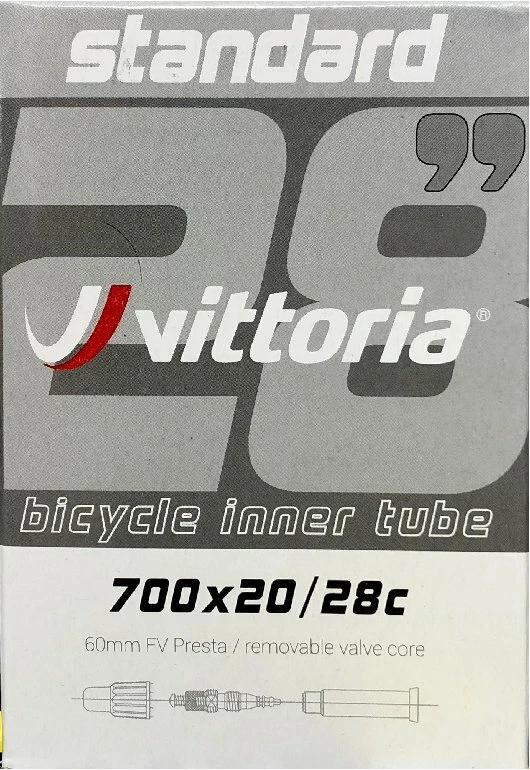 standard
28”
vittoria®
bicycle inner tube
700x20/28c
60mm FV Presta / removable valve core